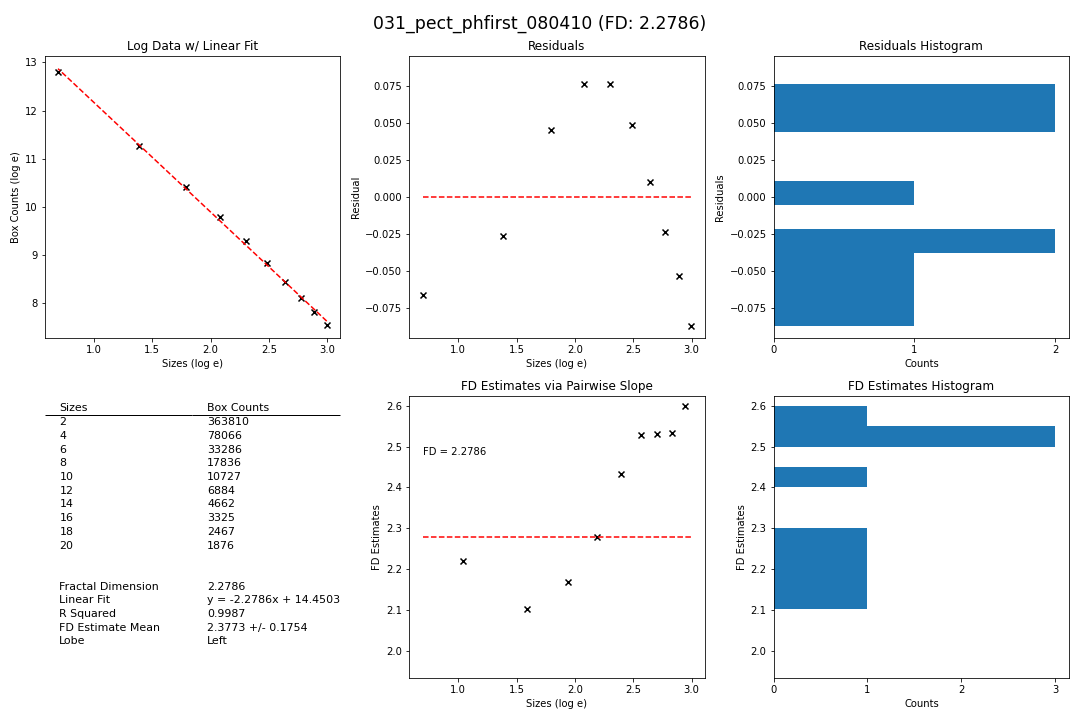 031_pect_phfirst_080410 (FD: 2.2786)
Log Data w/ Linear Fit
13
12
11
10
9
8
Box Counts (log e)
1.0 1.5 2.0 2.5 3.0
Sizes (log e)
Residuals
0.075
0.050
0.025
0.000
−0.025
−0.050
−0.075
Residual
1.0 1.5 2.0 2.5 3.0
Sizes (log e)
Residuals Histogram
0.075
0.050
0.025
0.000
−0.025
−0.050
−0.075
Residuals
0 1 2
Counts
Sizes Box Counts
2 363810
4 78066
6 33286
8 17836
10 10727
12 6884
14 4662
16 3325
18 2467
20 1876
Fractal Dimension 2.2786
Linear Fit y = -2.2786x + 14.4503
R Squared 0.9987
FD Estimate Mean 2.3773 +/- 0.1754
Lobe Left
FD Estimates via Pairwise Slope
2.6
2.5
2.4
2.3
2.2
2.1
2.0
FD Estimates
FD = 2.2786
1.0 1.5 2.0 2.5 3.0
Sizes (log e)
FD Estimates Histogram
2.6
2.5
2.4
2.3
2.2
2.1
2.0
FD Estimates
0 1 2 3
Counts